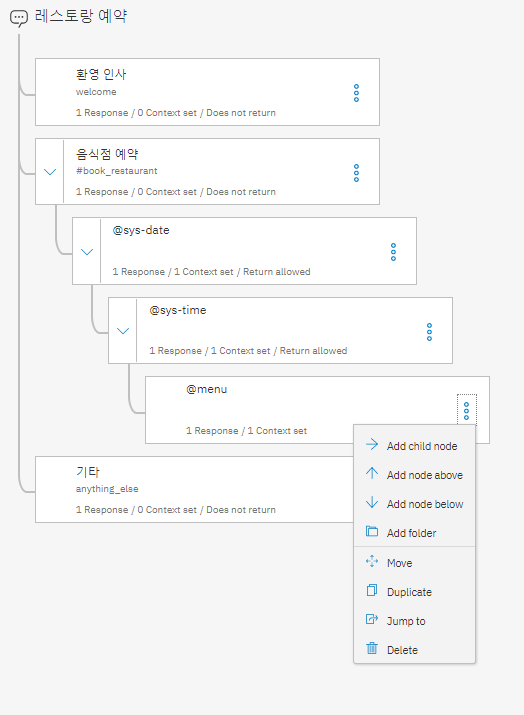 레스토랑 예약
환영 인사
welcome
1 Response / 0 Context set / Does not return
음식점 예약
#book_restaurant
1 Response / 0 Context set / Does not return
@sys-date
1 Response / 1 Context set / Return allowed
@sys-time
1 Response / 1 Context set / Return allowed
@menu
1 Response / 1 Context set
기타
anything_else
1 Response / 0 Context set / Does not return
Add child node
Add node above
Add node below
Add folder
Move
Duplicate
Jump to
Delete